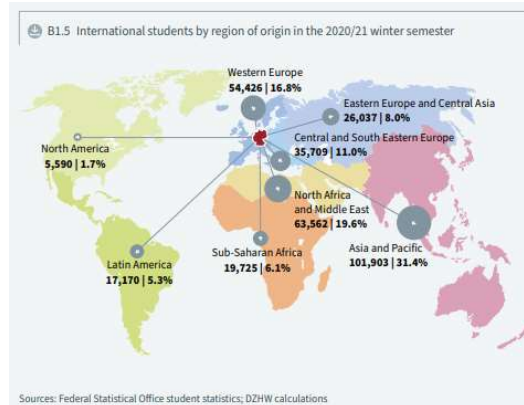 B1.5 International students by region of origin in the 2020/21 winter semester
Western Europe
54,426 | 16.8%
Eastern Europe and Central Asia
26,037 | 8.0%
Central and South Eastern Europe
35,709 | 11.0%
North America
5,590 | 1.7%
North Africa
and Middle East
63,562 | 19.6%
Asia and Pacific
101,903 | 31.4%
Sub-Saharan Africa
19,725 | 6.1%
Latin America
17,170 | 5.3%
Sources: Federal Statistical Office student statistics; DZHW calculations